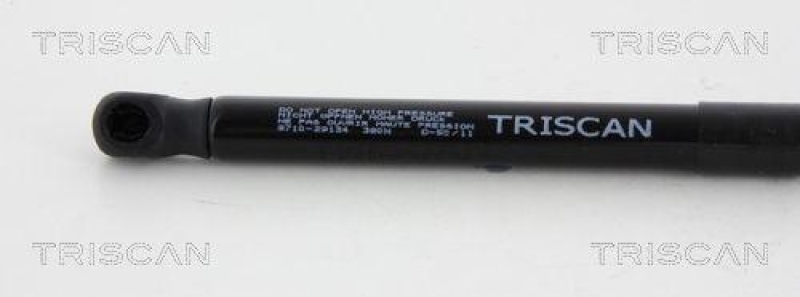 TRISCAN TRISCAN
DO NOT OPEN HIGH PRESSURE
NICHT ÖFFNEN HOHER DRUCK
NE PAS OUVRIR HAUTE PRESSION
8710-29134 380N
TRISCAN
TRISCAN TRISCAN